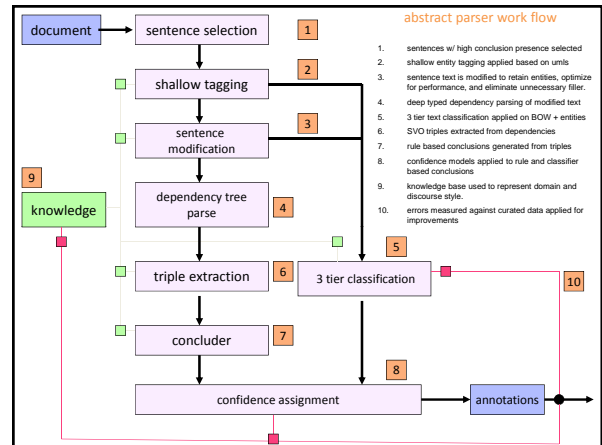 abstract parser work flow
document
sentence selection
1
shallow tagging
2
sentence
modification
3
9
knowledge
dependency tree
parse
4
5
triple extraction
6
3 tier classification
10
concluder
7
8
confidence assignment
annotations
1. sentences w/ high conclusion presence selected
2. shallow entity tagging applied based on umls
3. sentence text is modified to retain entities, optimize
for performance, and eliminate unnecessary filler.
4. deep typed dependency parsing of modified text
5. 3 tier text classification applied on BOW + entities
6. SVO triples extracted from dependencies
7. rule based conclusions generated from triples
8. confidence models applied to rule and classifier
based conclusions
9. knowledge base used to represent domain and
discourse style.
10. errors measured against curated data applied for
improvements